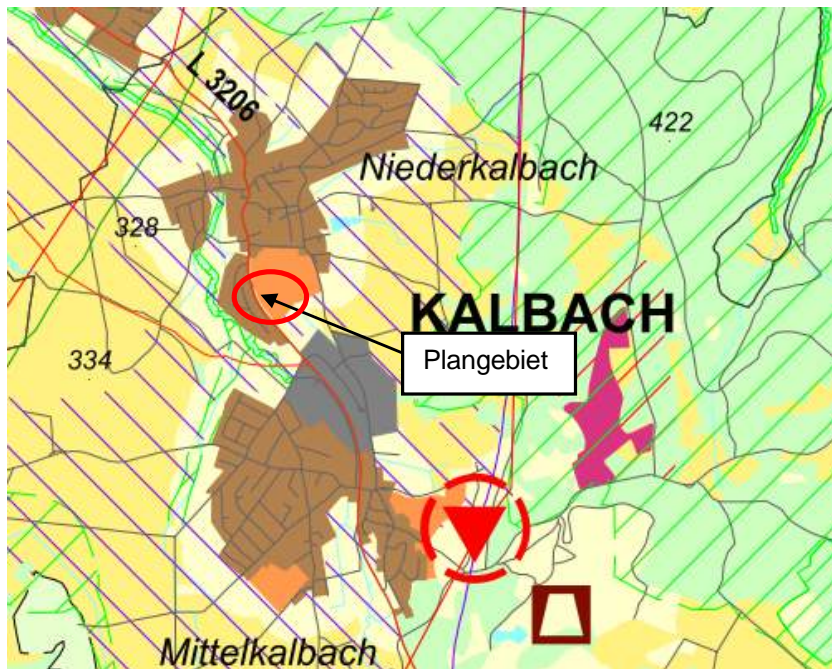 L 3206
422
Niederkalbach
328
KALBACH
Plangebiet
334
Mittelkalbach